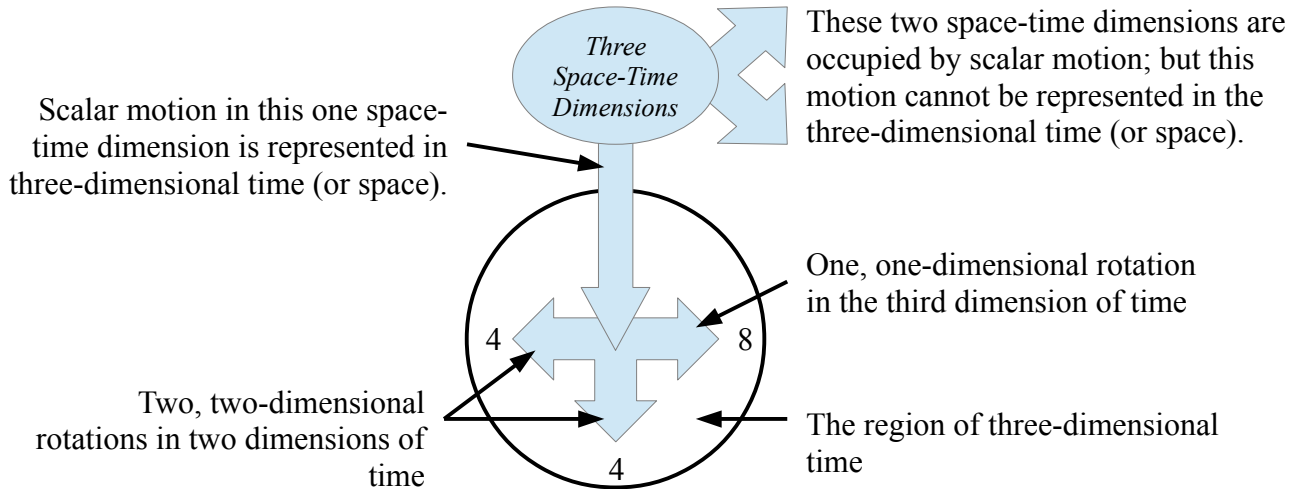 Three
Space-Time
Dimensions
These two space-time dimensions are
occupied by scalar motion; but this
motion cannot be represented in the
three-dimensional time (or space).
Scalar motion in this one space-
time dimension is represented in
three-dimensional time (or space).
One, one-dimensional rotation
in the third dimension of time
4
8
Two, two-dimensional
rotations in two dimensions of
time
The region of three-dimensional
time
4